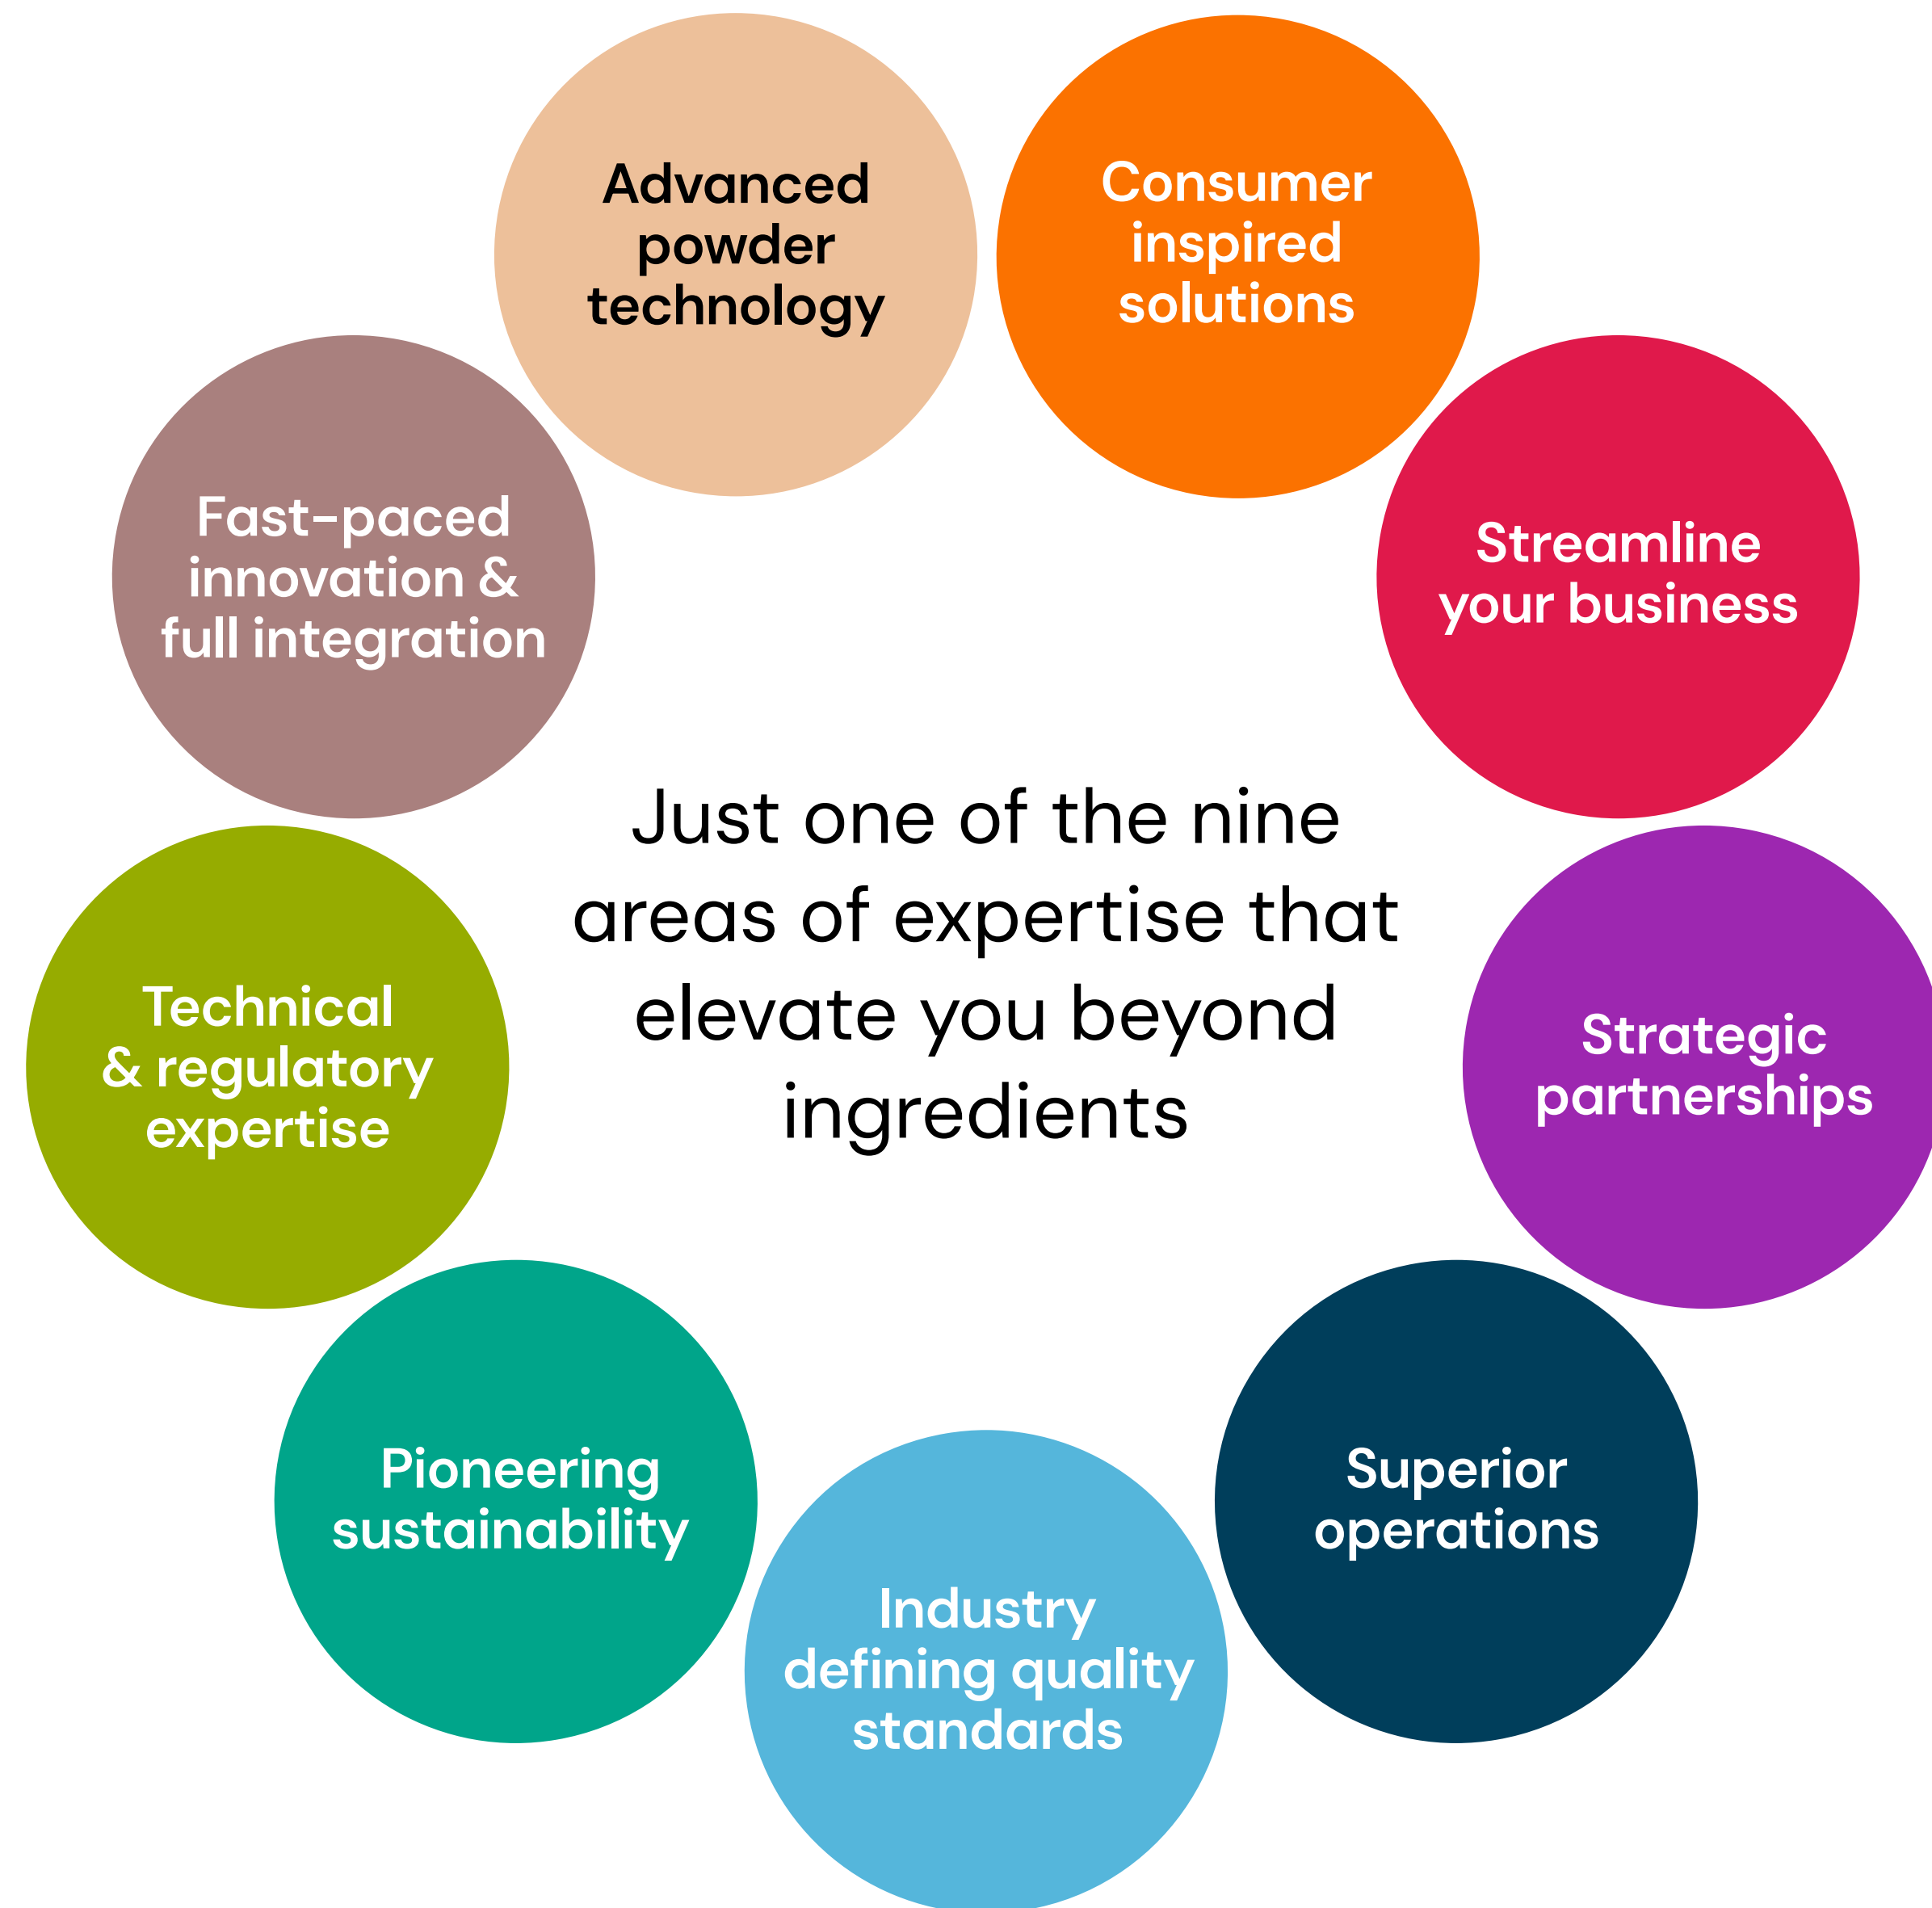 Advanced
powder
technology
Consumer
inspired
solutions
Streamline
your business
Strategic
partnerships
Superior
operations
Industry
defining quality
standards
Pioneering
sustainability
Technical
& regulatory
expertise
Fast-paced
innovation &
full integration
Just one of the nine
areas of expertise that
elevate you beyond
ingredients